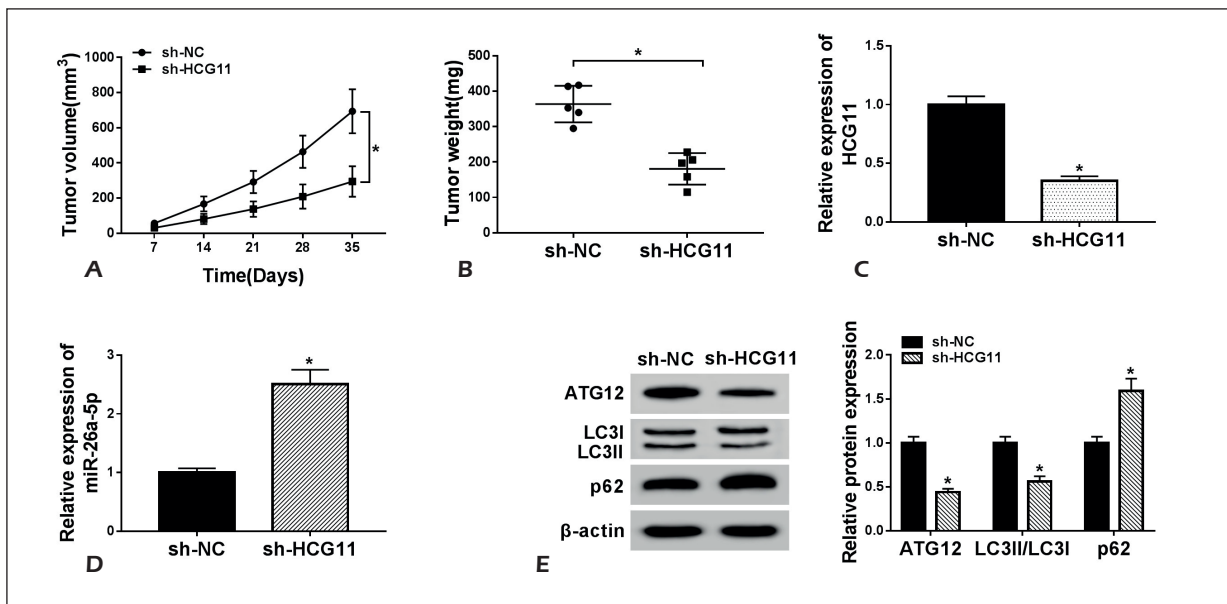 sh-NC
sh-HCG11
Tumor volume(mm³)
1000
800
600
400
200
0
7 14 21 28 35
Time(Days)
*
A
Tumor weight(mg)
500
400
300
200
100
0
*
sh-NC sh-HCG11
B
Relative expression of
HCG11
1.5
1.0
0.5
0.0
*
sh-NC sh-HCG11
C
Relative expression of
miR-26a-5p
3
2
1
0
*
sh-NC sh-HCG11
D
sh-NC sh-HCG11
ATG12
LC3I
LC3II
p62
β-actin
E
Relative protein expression
sh-NC
sh-HCG11
2.0
1.5
1.0
0.5
0.0
* * *
ATG12 LC3II/LC3I p62